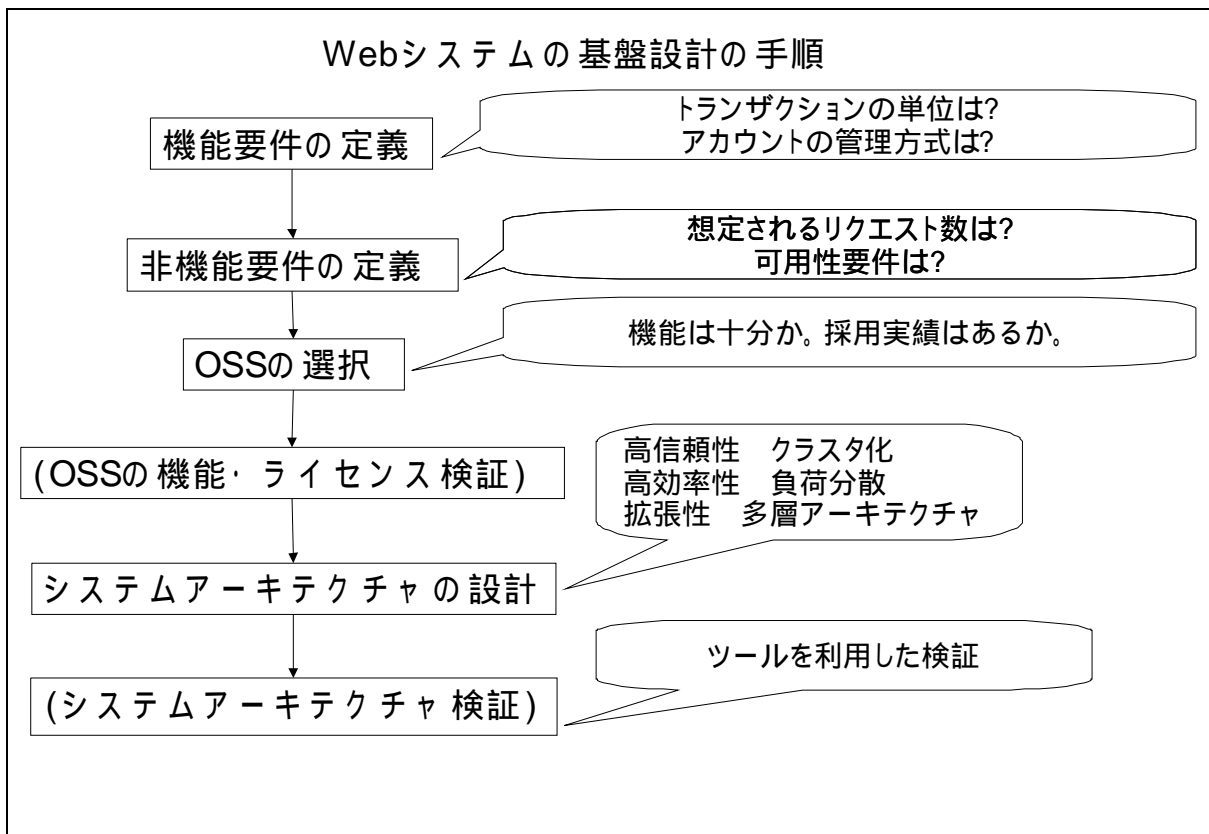 Webシステムの基盤設計の手順
機能要件の定義
トランザクションの単位は?
アカウントの管理方式は?
非機能要件の定義
想定されるリクエスト数は?
可用性要件は?
OSSの選択
機能は十分か。採用実績はあるか。
(OSSの機能・ライセンス検証)
高信頼性　クラスタ化
高効率性　負荷分散
拡張性　多層アーキテクチャ
システムアーキテクチャの設計
ツールを利用した検証
(システムアーキテクチャ検証)